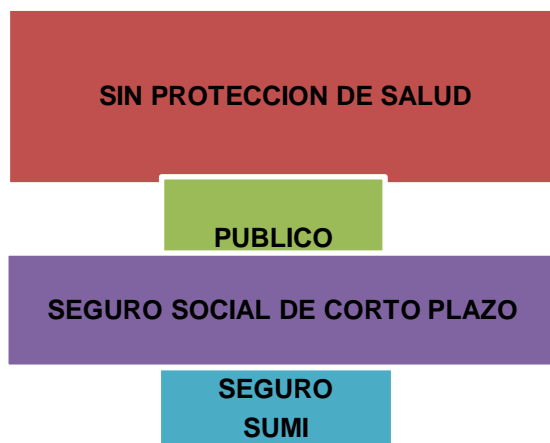 SIN PROTECCION DE SALUD
PUBLICO
SEGURO SOCIAL DE CORTO PLAZO
SEGURO
SUMI